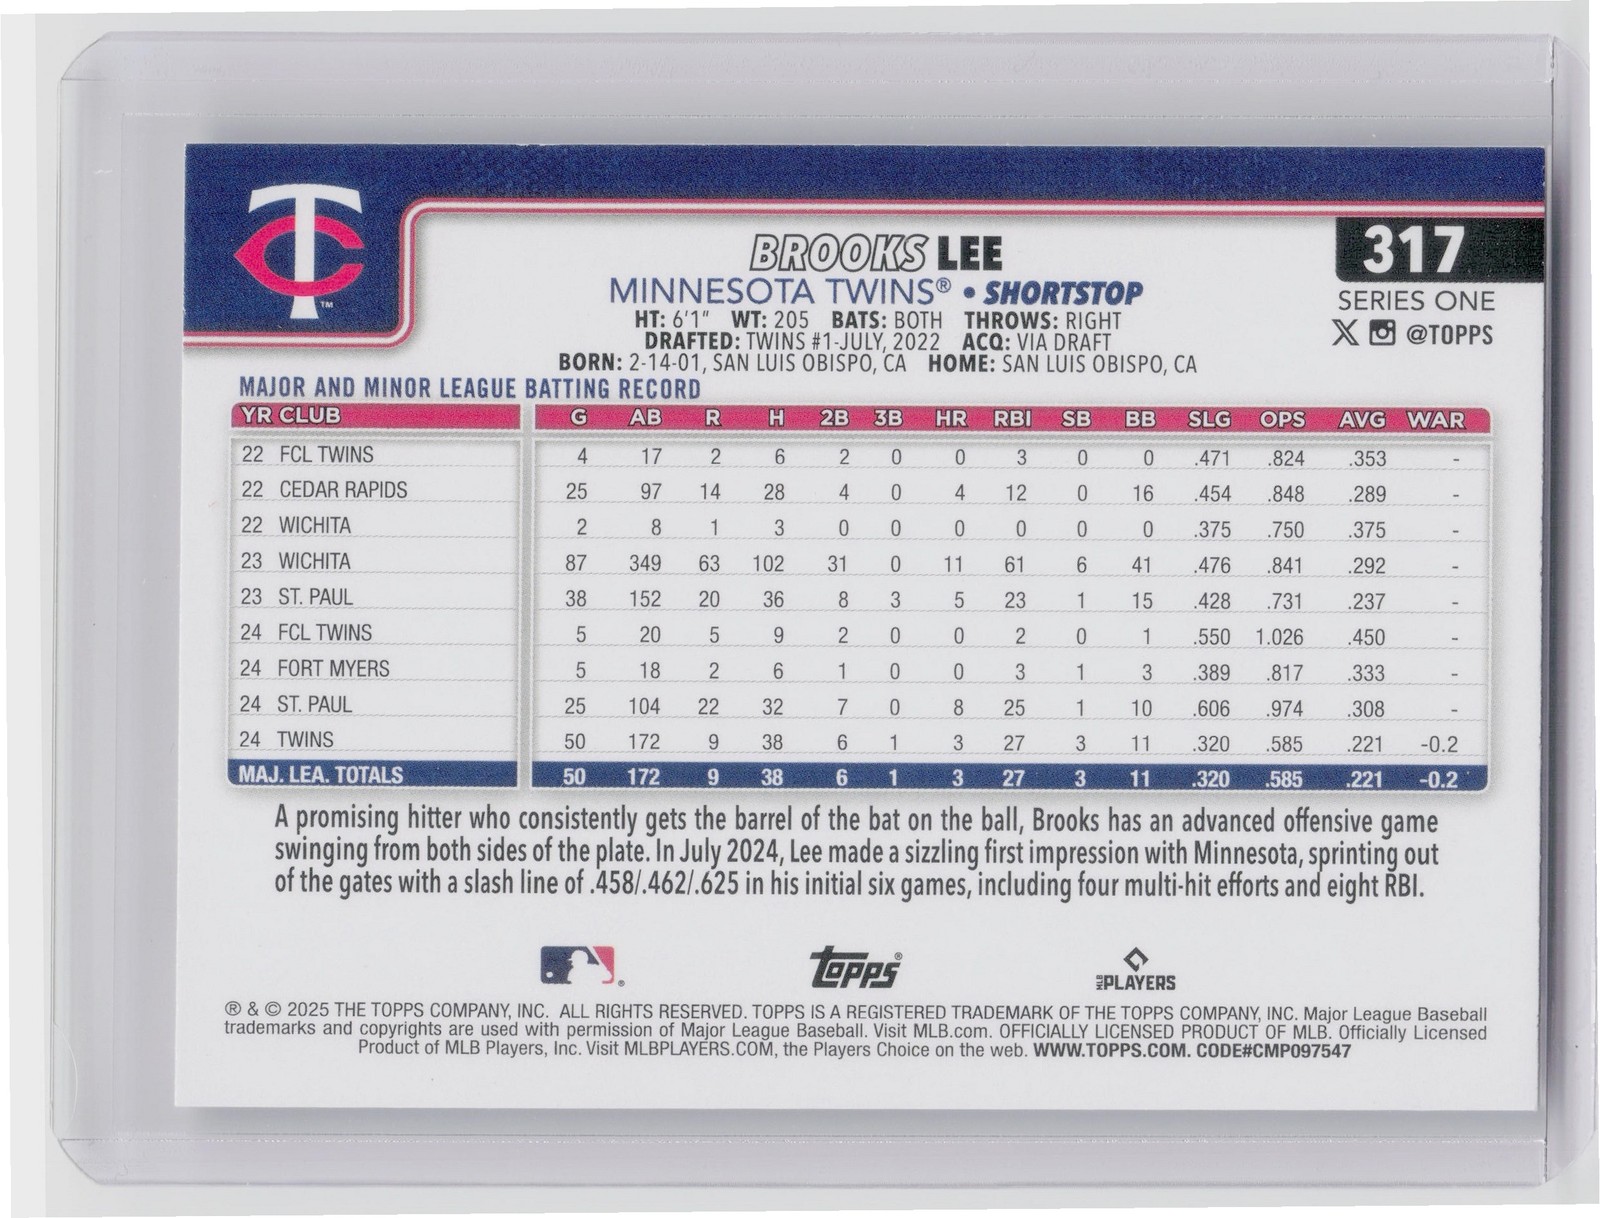 TC ™
BROOKS LEE
317
MINNESOTA TWINS® • SHORTSTOP
SERIES ONE
HT: 6'1" WT: 205 BATS: BOTH THROWS: RIGHT
X @TOPPS
DRAFTED: TWINS #1-JULY, 2022 ACQ: VIA DRAFT
BORN: 2-14-01, SAN LUIS OBISPO, CA HOME: SAN LUIS OBISPO, CA
MAJOR AND MINOR LEAGUE BATTING RECORD
YR CLUB G AB R H 2B 3B HR RBI SB BB SLG OPS AVG WAR
22 FCL TWINS 4 17 2 6 2 0 0 3 0 0 .471 .824 .353 -
22 CEDAR RAPIDS 25 97 14 28 4 0 4 12 0 16 .454 .848 .289 -
22 WICHITA 2 8 1 3 0 0 0 0 0 0 .375 .750 .375 -
23 WICHITA 87 349 63 102 31 0 11 61 6 41 .476 .841 .292 -
23 ST. PAUL 38 152 20 36 8 3 5 23 1 15 .428 .731 .237 -
24 FCL TWINS 5 20 5 9 2 0 0 2 0 1 .550 1.026 .450 -
24 FORT MYERS 5 18 2 6 1 0 0 3 1 3 .389 .817 .333 -
24 ST. PAUL 25 104 22 32 7 0 8 25 1 10 .606 .974 .308 -
24 TWINS 50 172 9 38 6 1 3 27 3 11 .320 .585 .221 -0.2
MAJ. LEA. TOTALS 50 172 9 38 6 1 3 27 3 11 .320 .585 .221 -0.2
A promising hitter who consistently gets the barrel of the bat on the ball, Brooks has an advanced offensive game
swinging from both sides of the plate. In July 2024, Lee made a sizzling first impression with Minnesota, sprinting out
of the gates with a slash line of .458/.462/.625 in his initial six games, including four multi-hit efforts and eight RBI.
® Topps® MLB PLAYERS
® & © 2025 THE TOPPS COMPANY, INC. ALL RIGHTS RESERVED. TOPPS IS A REGISTERED TRADEMARK OF THE TOPPS COMPANY, INC. Major League Baseball
trademarks and copyrights are used with permission of Major League Baseball. Visit MLB.com. OFFICIALLY LICENSED PRODUCT OF MLB. Officially Licensed
Product of MLB Players, Inc. Visit MLBPLAYERS.COM, the Players Choice on the web. WWW.TOPPS.COM. CODE#CMP097547